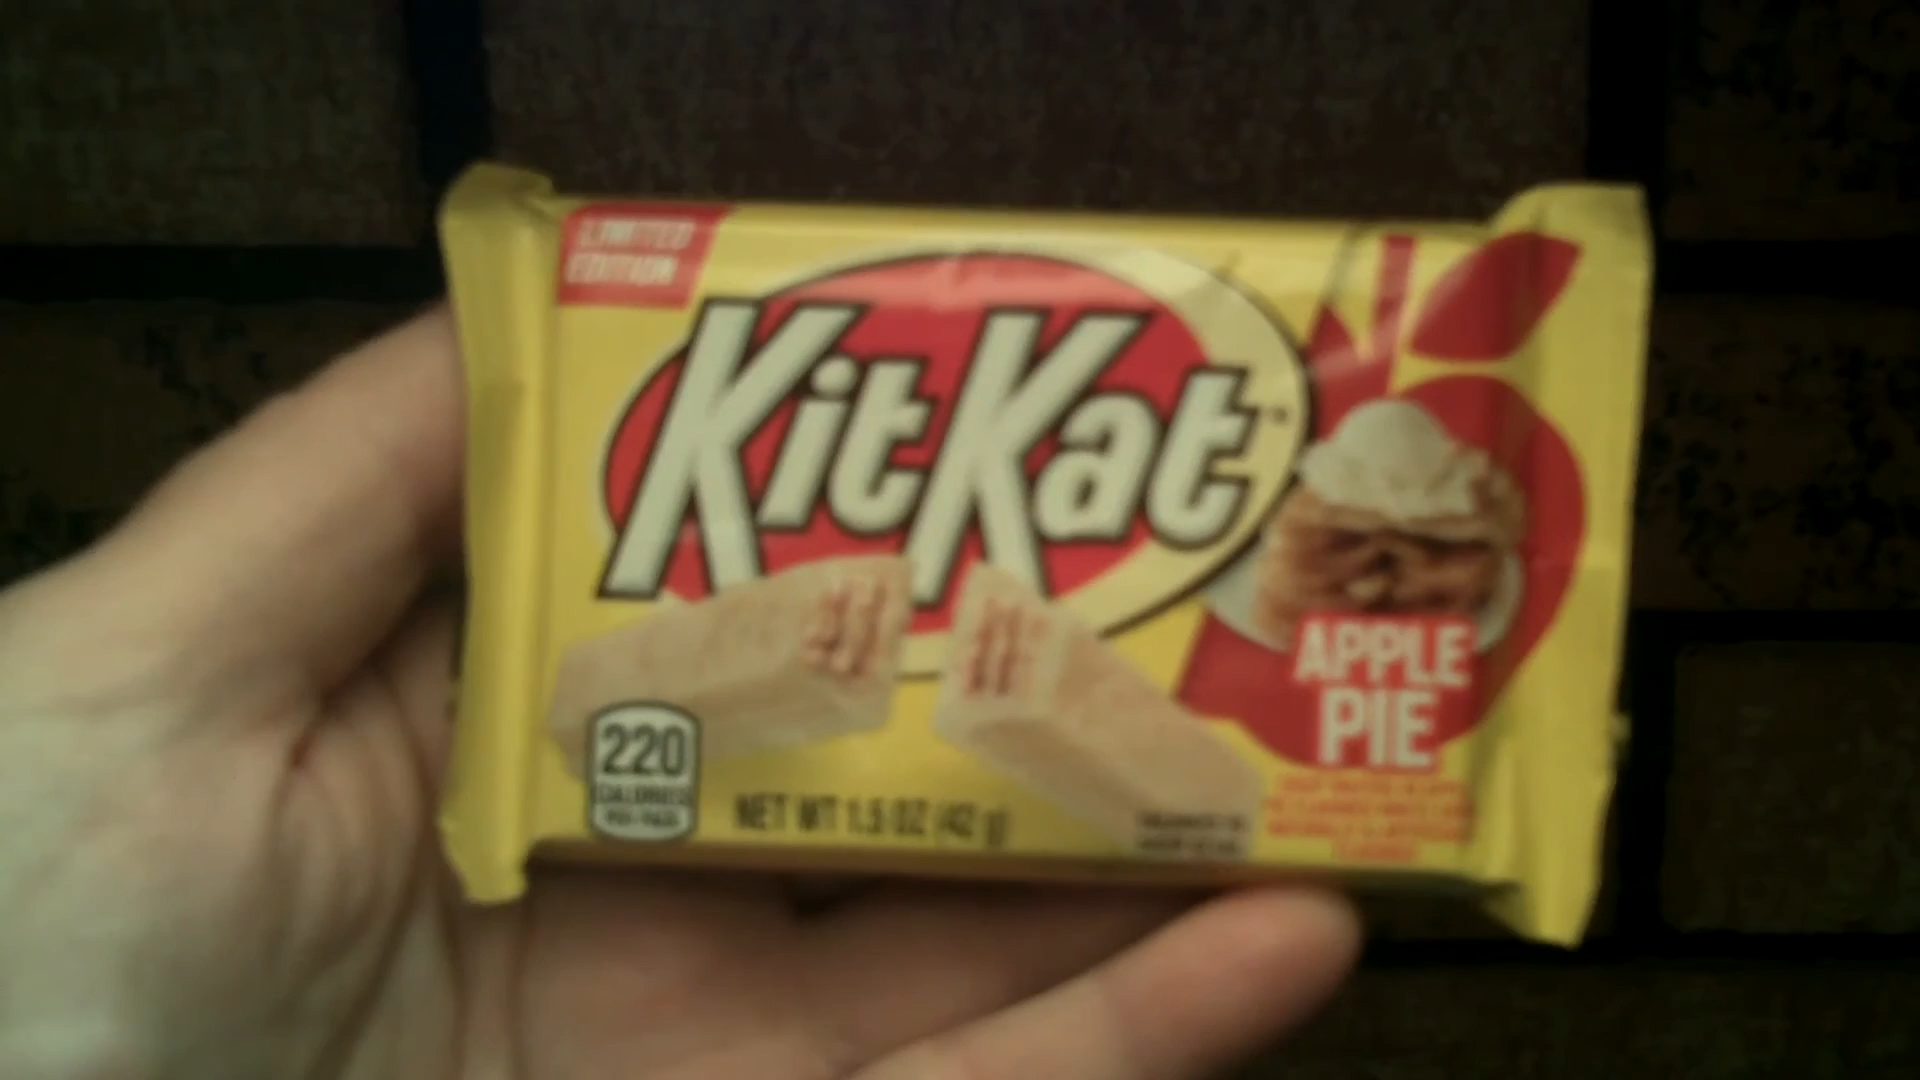 LIMITED
EDITION
KitKat
APPLE
PIE
220
CALORIES
PER PACK
NET WT 1.5 OZ (42 g)